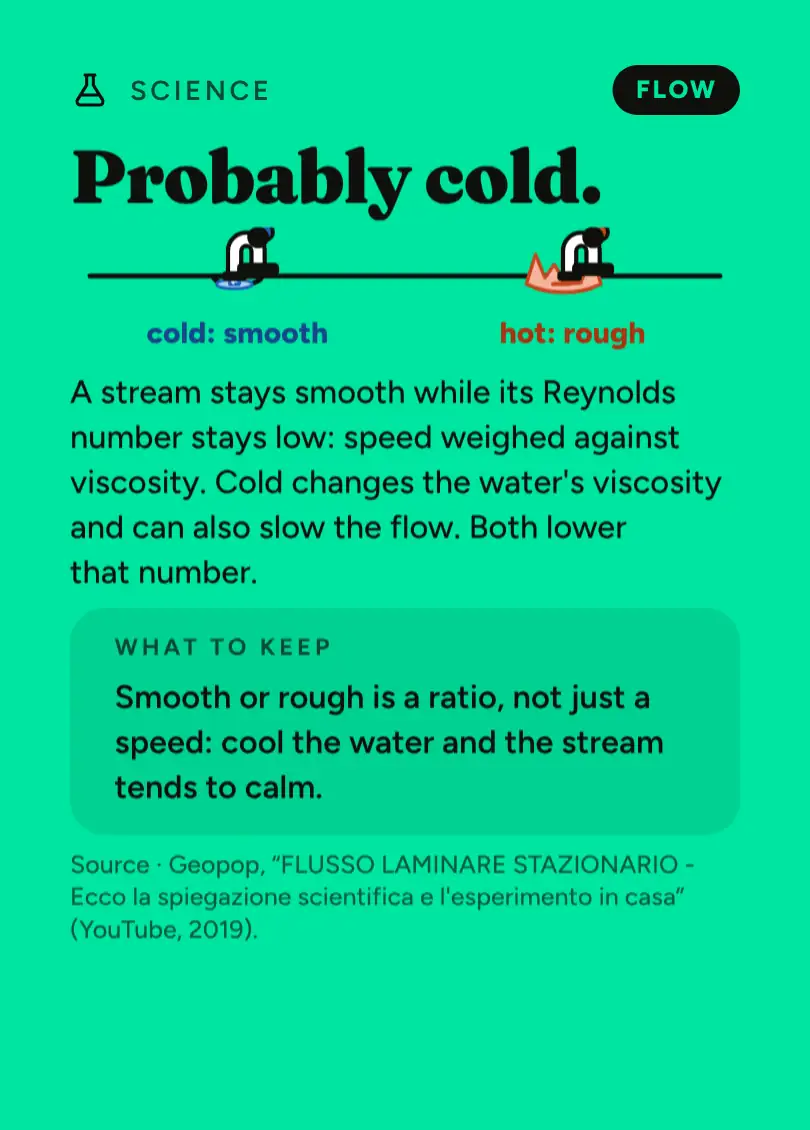 SCIENCE
FLOW
Probably cold.
cold: smooth
hot: rough
A stream stays smooth while its Reynolds
number stays low: speed weighed against
viscosity. Cold changes the water's viscosity
and can also slow the flow. Both lower
that number.
WHAT TO KEEP
Smooth or rough is a ratio, not just a
speed: cool the water and the stream
tends to calm.
Source · Geopop, “FLUSSO LAMINARE STAZIONARIO -
Ecco la spiegazione scientifica e l'esperimento in casa”
(YouTube, 2019).